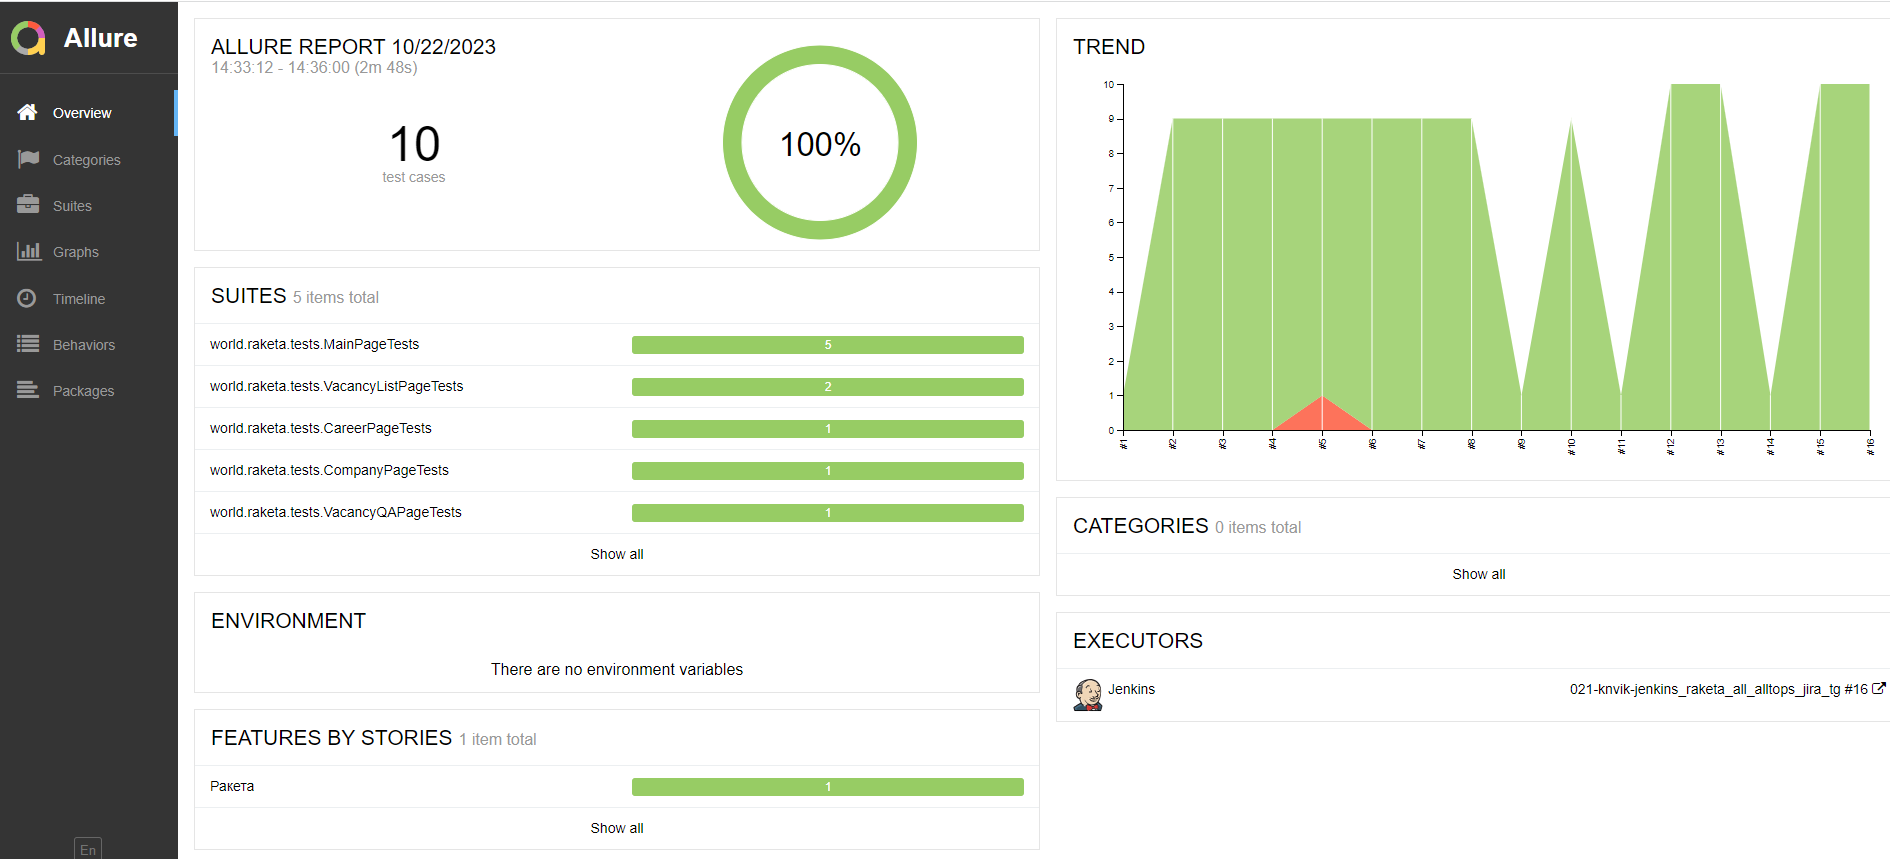 Allure
Overview
Categories
Suites
Graphs
Timeline
Behaviors
Packages
En
ALLURE REPORT 10/22/2023
14:33:12 - 14:36:00 (2m 48s)
10
test cases
100%
SUITES 5 items total
world.raketa.tests.MainPageTests 5
world.raketa.tests.VacancyListPageTests 2
world.raketa.tests.CareerPageTests 1
world.raketa.tests.CompanyPageTests 1
world.raketa.tests.VacancyQAPageTests 1
Show all
ENVIRONMENT
There are no environment variables
FEATURES BY STORIES 1 item total
Ракета 1
Show all
TREND
10
9
8
7
6
5
4
3
2
1
0
#1 #2 #3 #4 #5 #6 #7 #8 #9 #10 #11 #12 #13 #14 #15 #16
CATEGORIES 0 items total
Show all
EXECUTORS
Jenkins 021-knvik-jenkins_raketa_all_alltops_jira_tg #16